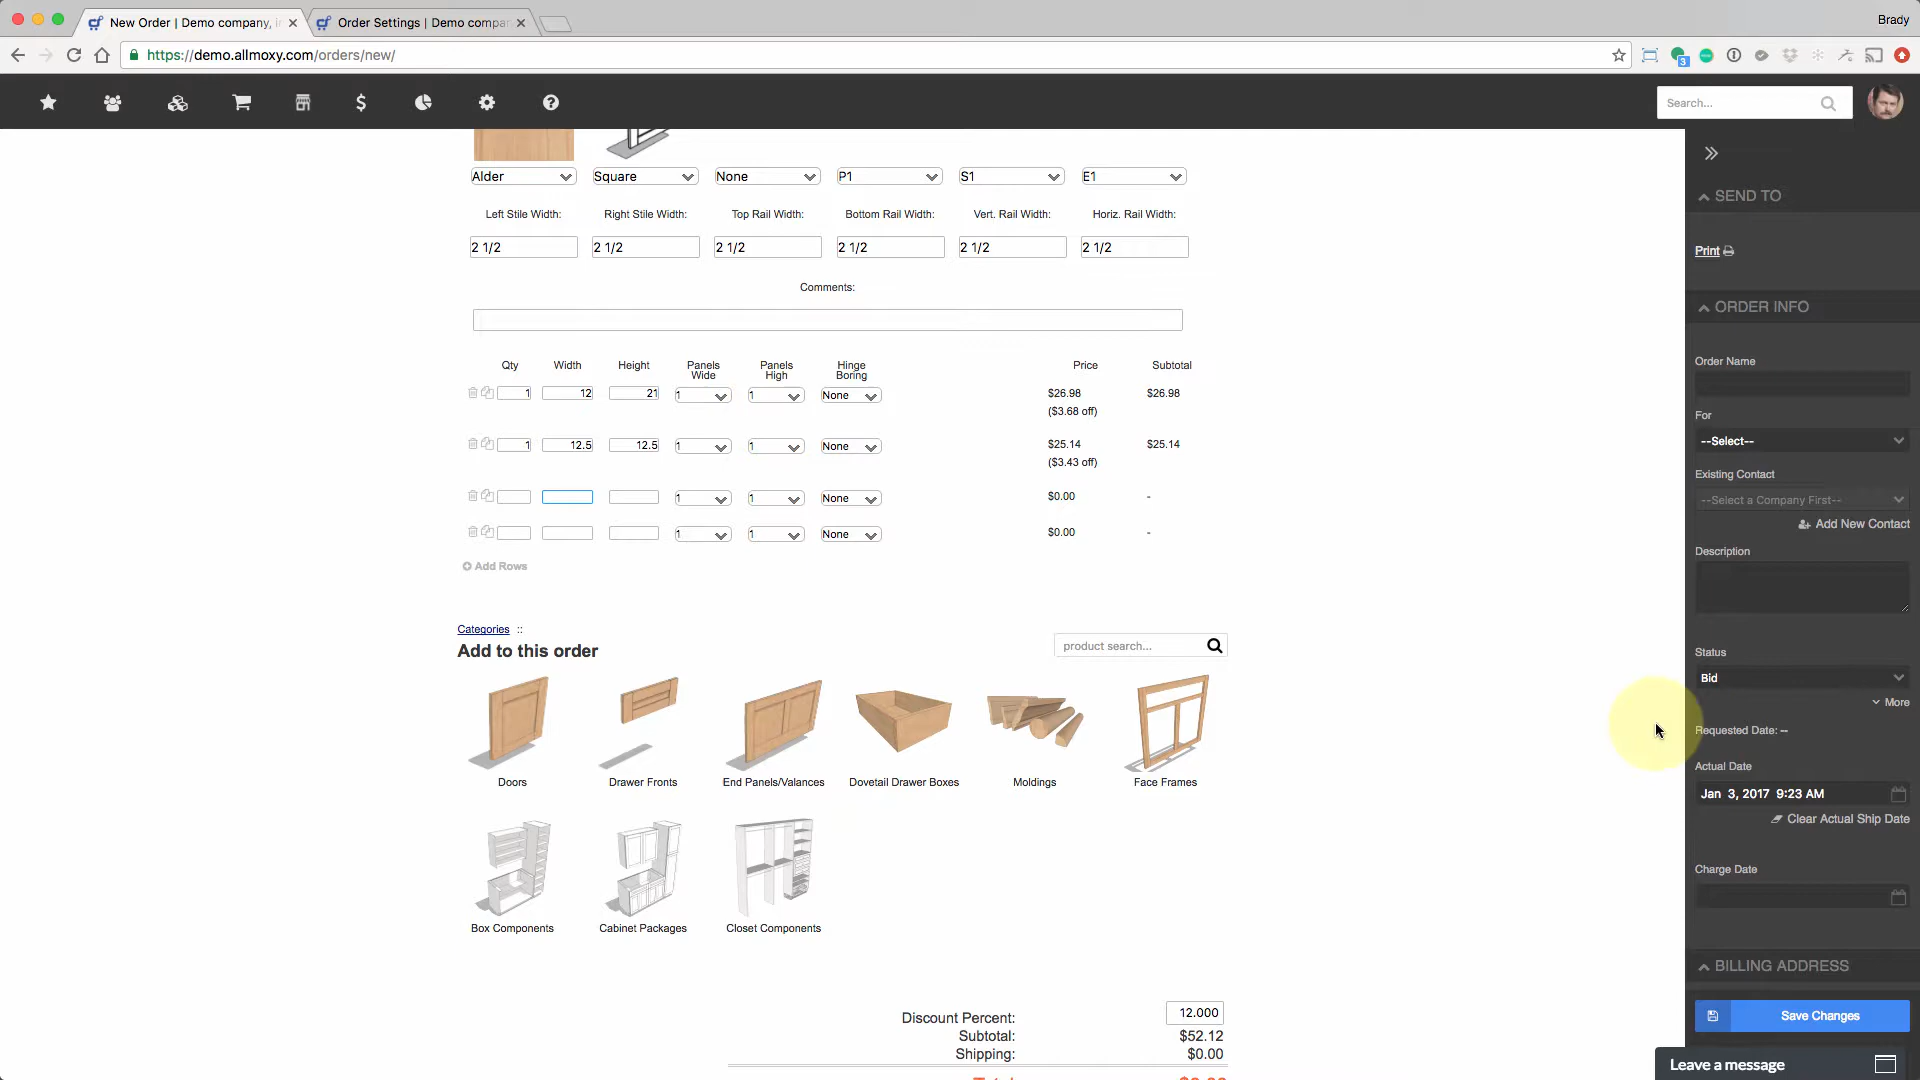 Brady
New Order | Demo company, i
Order Settings | Demo compan
https://demo.allmoxy.com/orders/new/
3
Search...
Alder
Square
None
P1
S1
E1
Left Stile Width:
Right Stile Width:
Top Rail Width:
Bottom Rail Width:
Vert. Rail Width:
Horiz. Rail Width:
2 1/2
2 1/2
2 1/2
2 1/2
2 1/2
2 1/2
Comments:
Qty
Width
Height
Panels
Wide
Panels
High
Hinge
Boring
Price
Subtotal
1
12
21
1
1
None
$26.98
($3.68 off)
$26.98
1
12.5
12.5
1
1
None
$25.14
($3.43 off)
$25.14
1
1
None
$0.00
-
1
1
None
$0.00
-
Add Rows
Categories ::
Add to this order
product search...
Doors
Drawer Fronts
End Panels/Valances
Dovetail Drawer Boxes
Moldings
Face Frames
Box Components
Cabinet Packages
Closet Components
Discount Percent:
12.000
Subtotal:
$52.12
Shipping:
$0.00
SEND TO
Print
ORDER INFO
Order Name
For
--Select--
Existing Contact
--Select a Company First--
Add New Contact
Description
Status
Bid
More
Requested Date: --
Actual Date
Jan 3, 2017 9:23 AM
Clear Actual Ship Date
Charge Date
BILLING ADDRESS
Save Changes
Leave a message